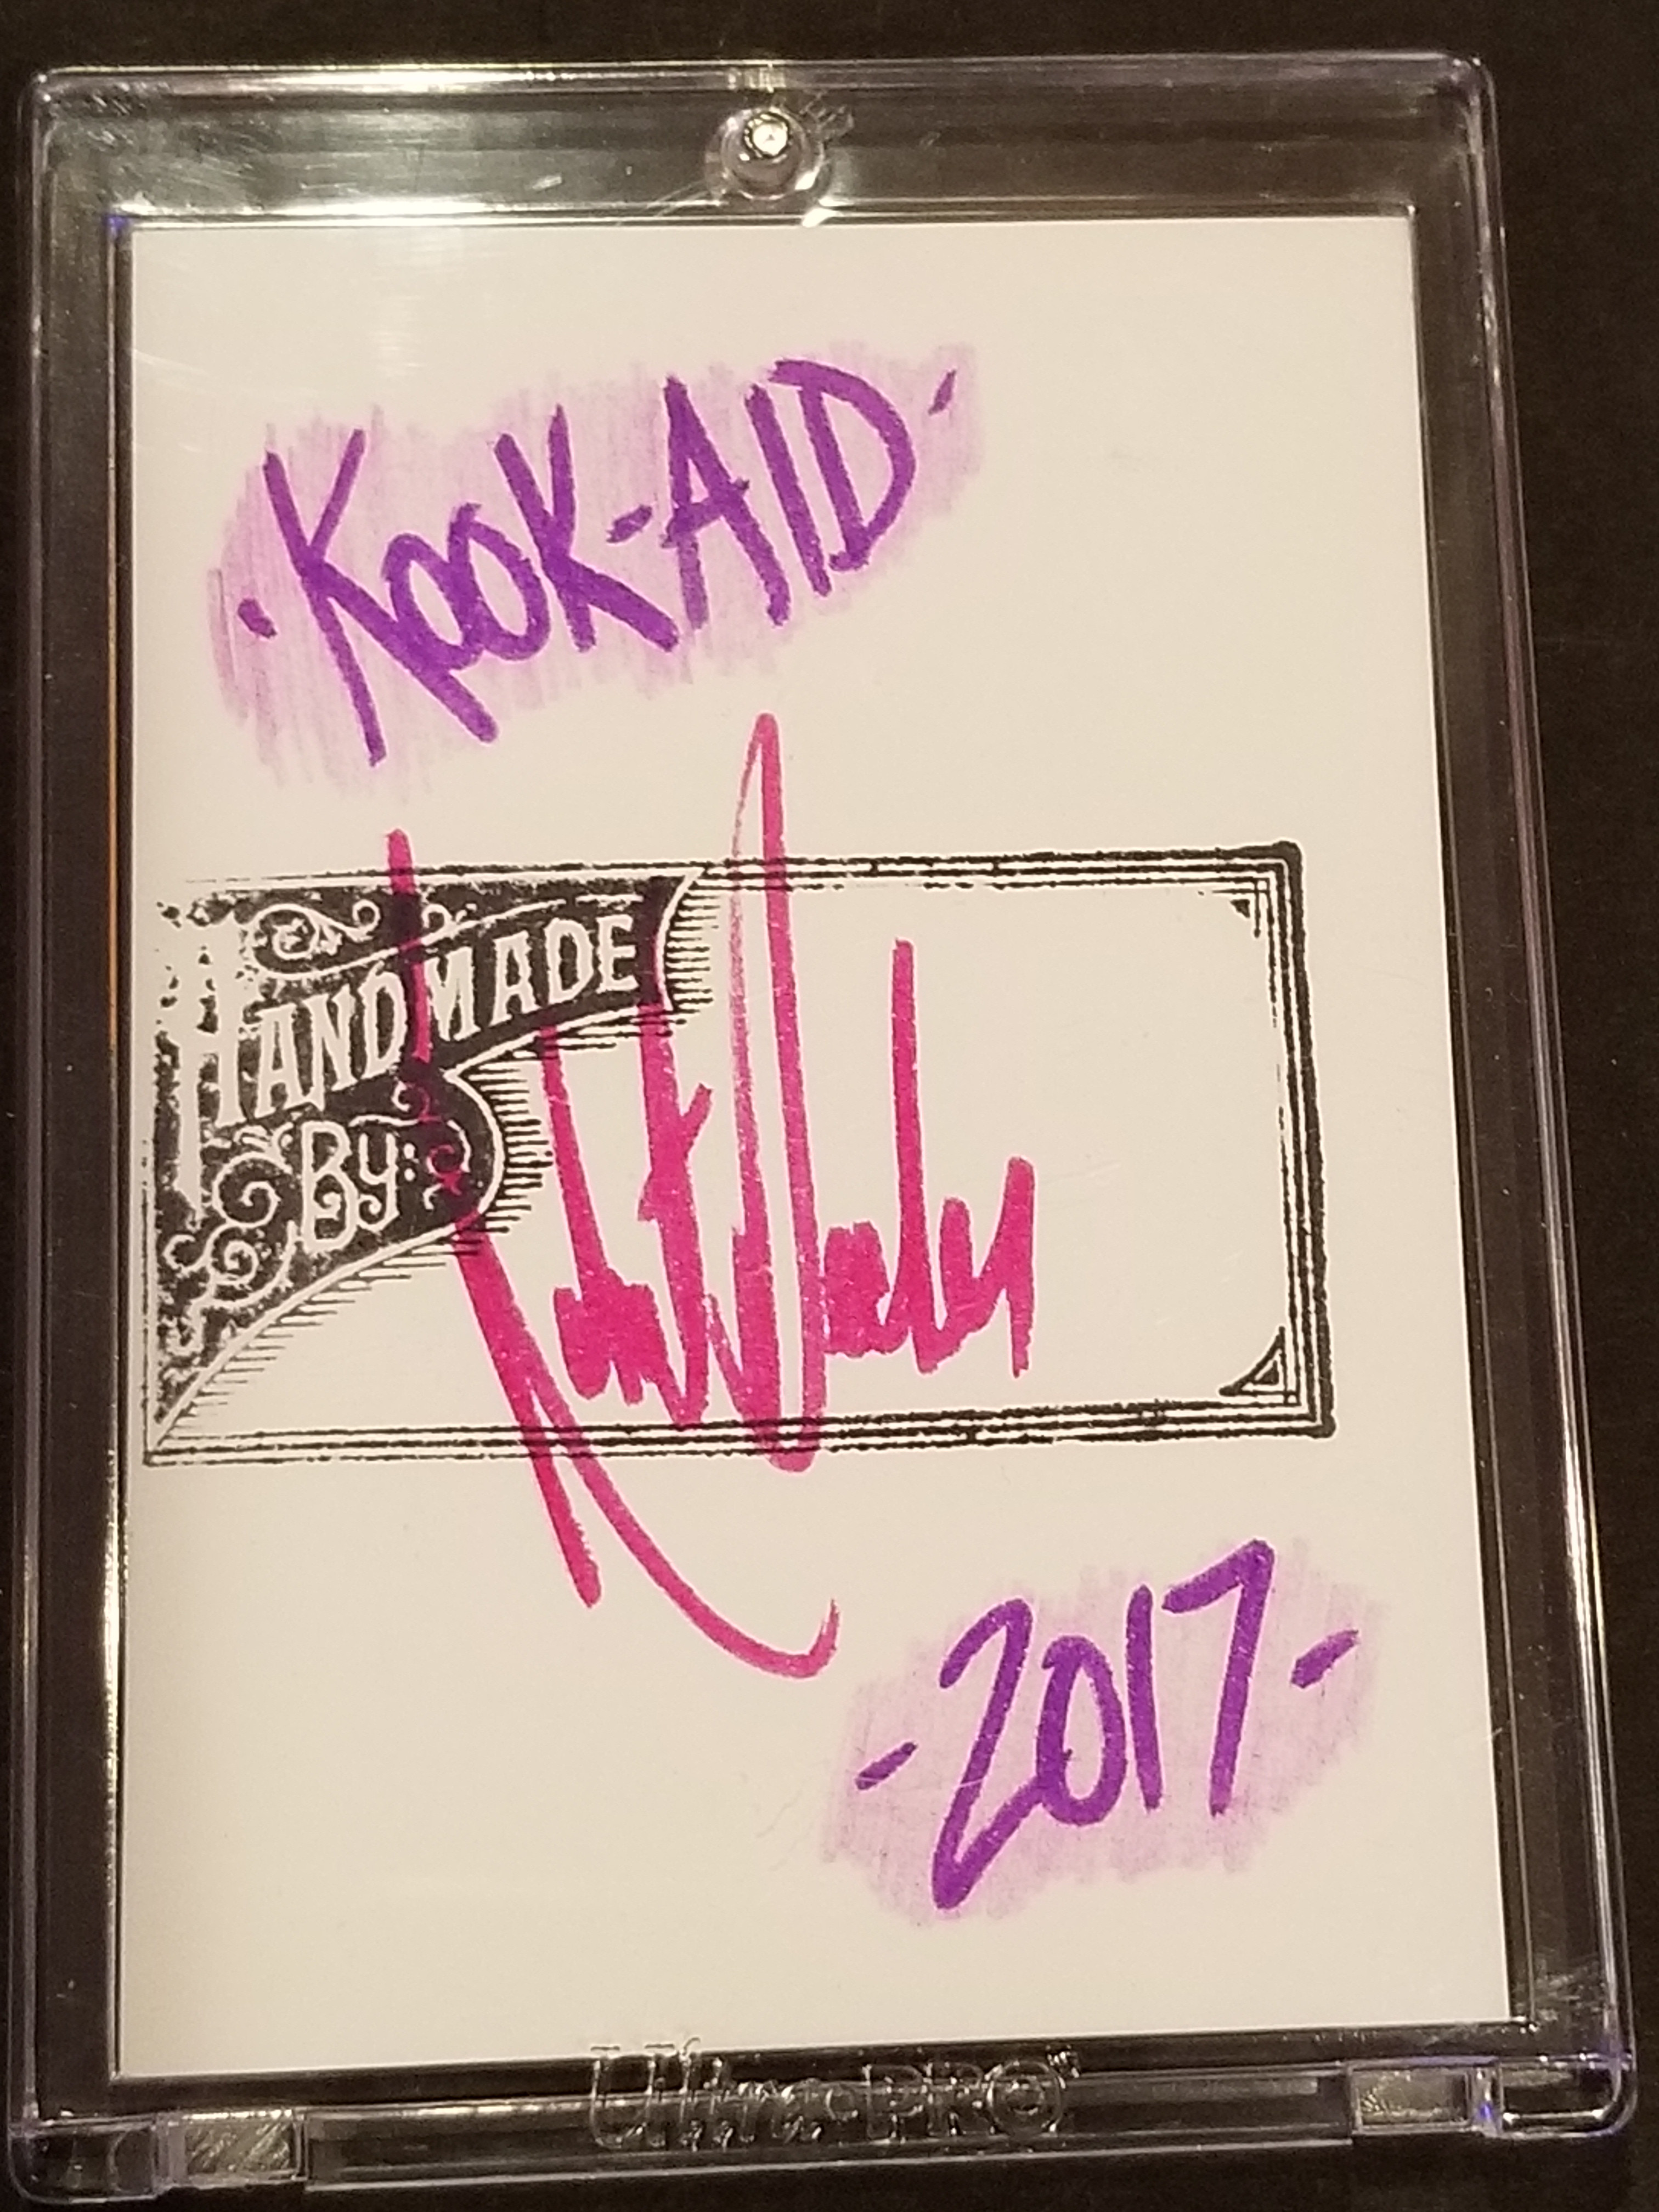 ·KOOK-AID-
HANDMADE
BY:
-2017-
Ultra·PRO